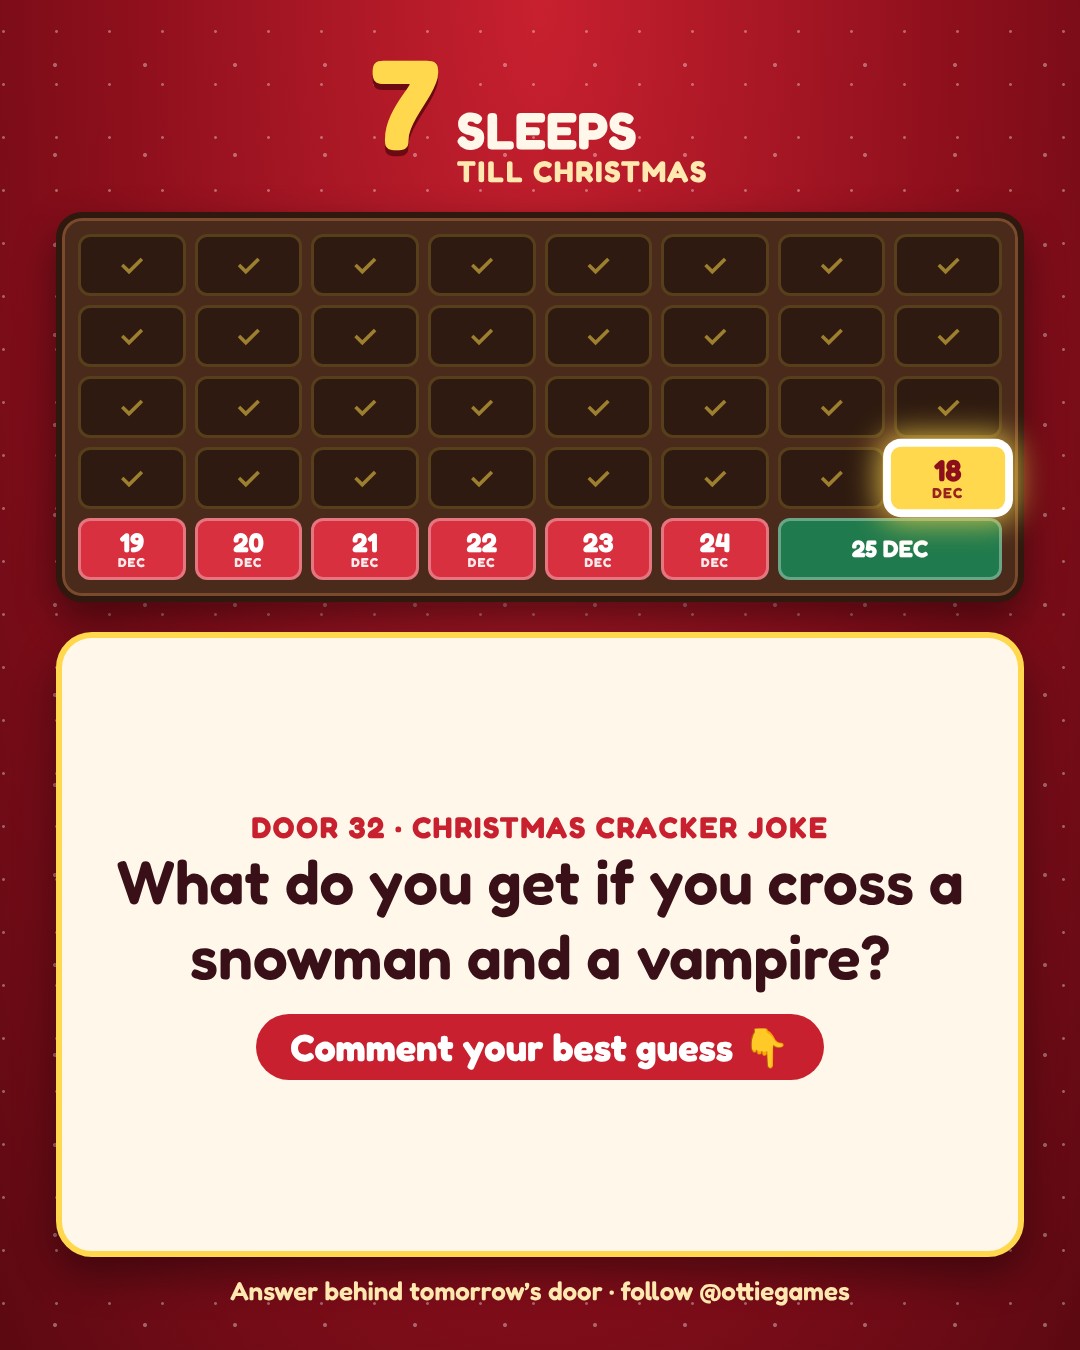 7
SLEEPS
TILL CHRISTMAS
18
DEC
19
DEC
20
DEC
21
DEC
22
DEC
23
DEC
24
DEC
25 DEC
DOOR 32 · CHRISTMAS CRACKER JOKE
What do you get if you cross a
snowman and a vampire?
Comment your best guess 👇
Answer behind tomorrow’s door · follow @ottiegames